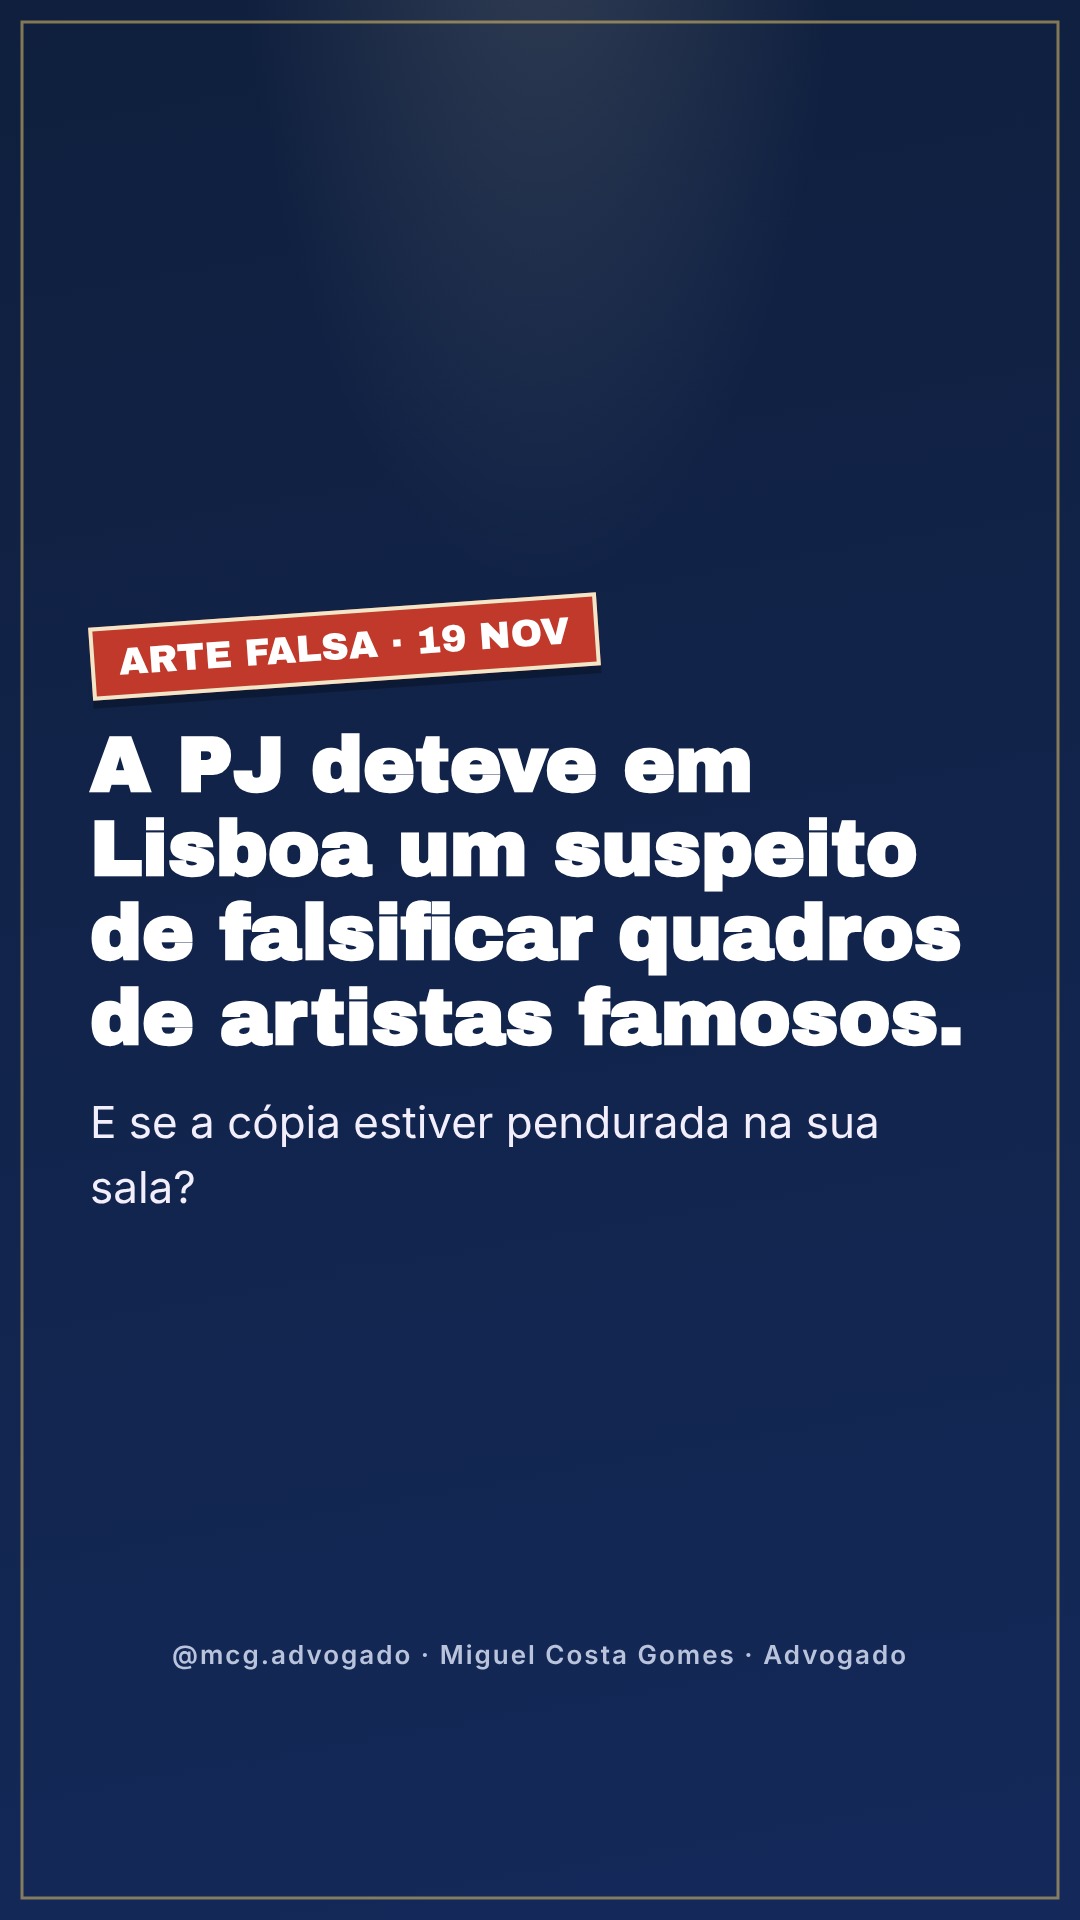 ARTE FALSA · 19 NOV
A PJ deteve em
Lisboa um suspeito
de falsificar quadros
de artistas famosos.
E se a cópia estiver pendurada na sua
sala?
@mcg.advogado · Miguel Costa Gomes · Advogado